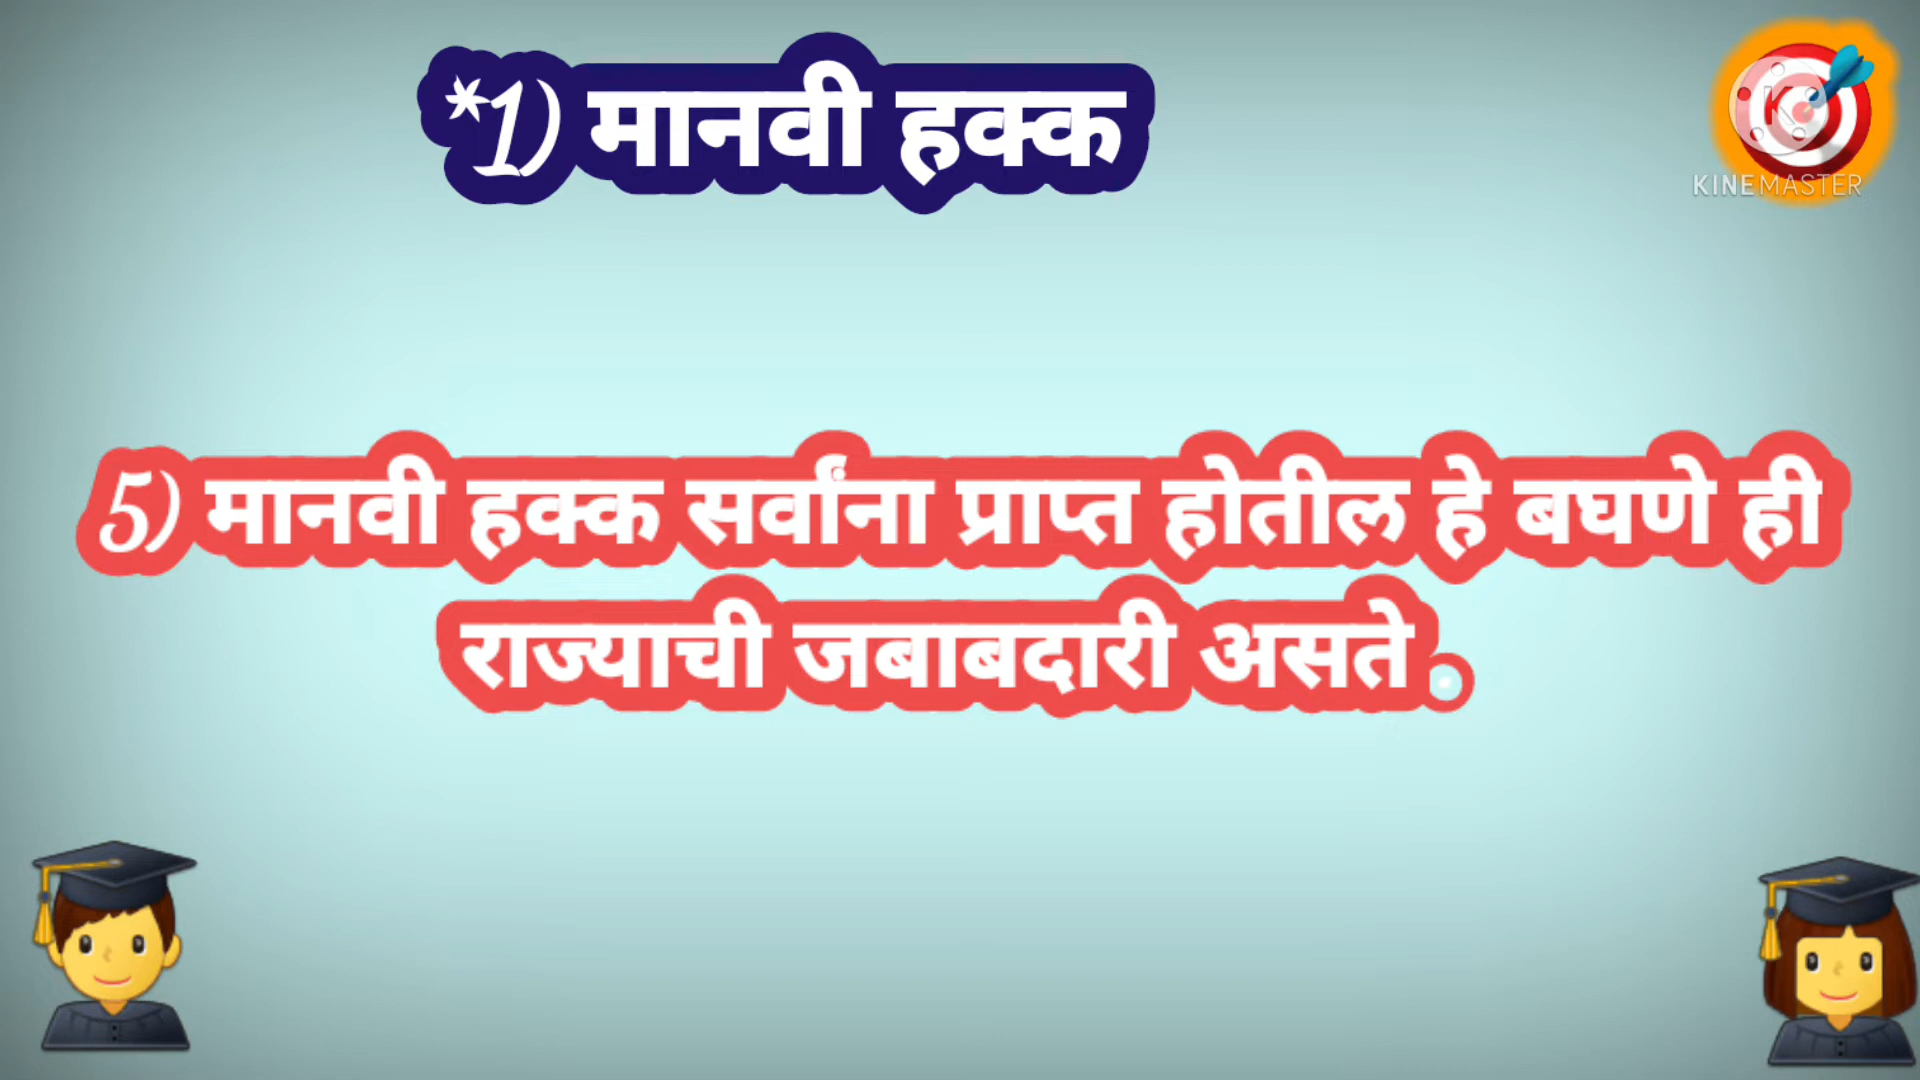 *1) मानवी हक्क
KINEMASTER
5) मानवी हक्क सर्वांना प्राप्त होतील हे बघणे ही
राज्याची जबाबदारी असते .